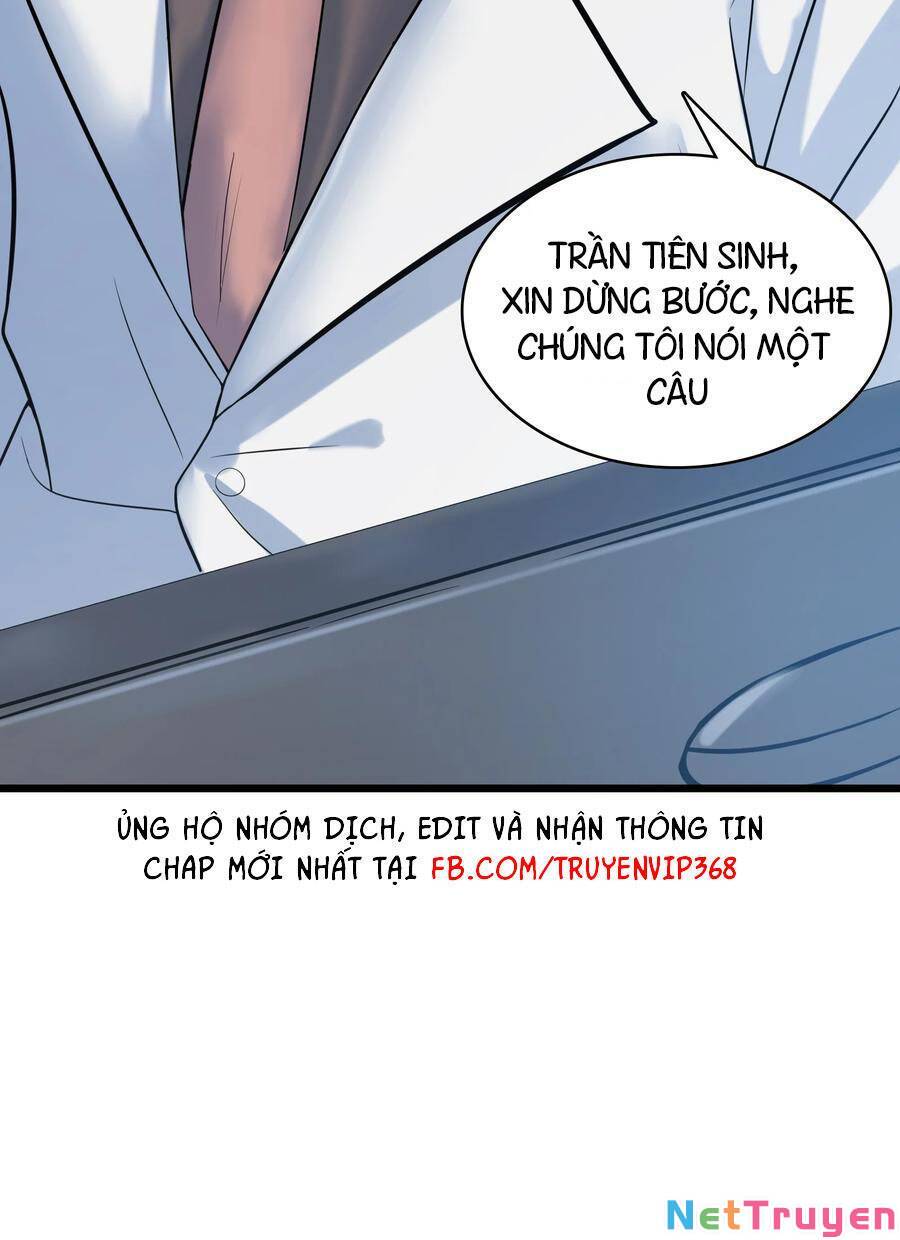 TRẦN TIÊN SINH,
XIN DỪNG BƯỚC, NGHE
CHÚNG TÔI NÓI MỘT
CÂU
ỦNG HỘ NHÓM DỊCH, EDIT VÀ NHẬN THÔNG TIN
CHAP MỚI NHẤT TẠI FB.COM/TRUYENVIP368
NetTruyen